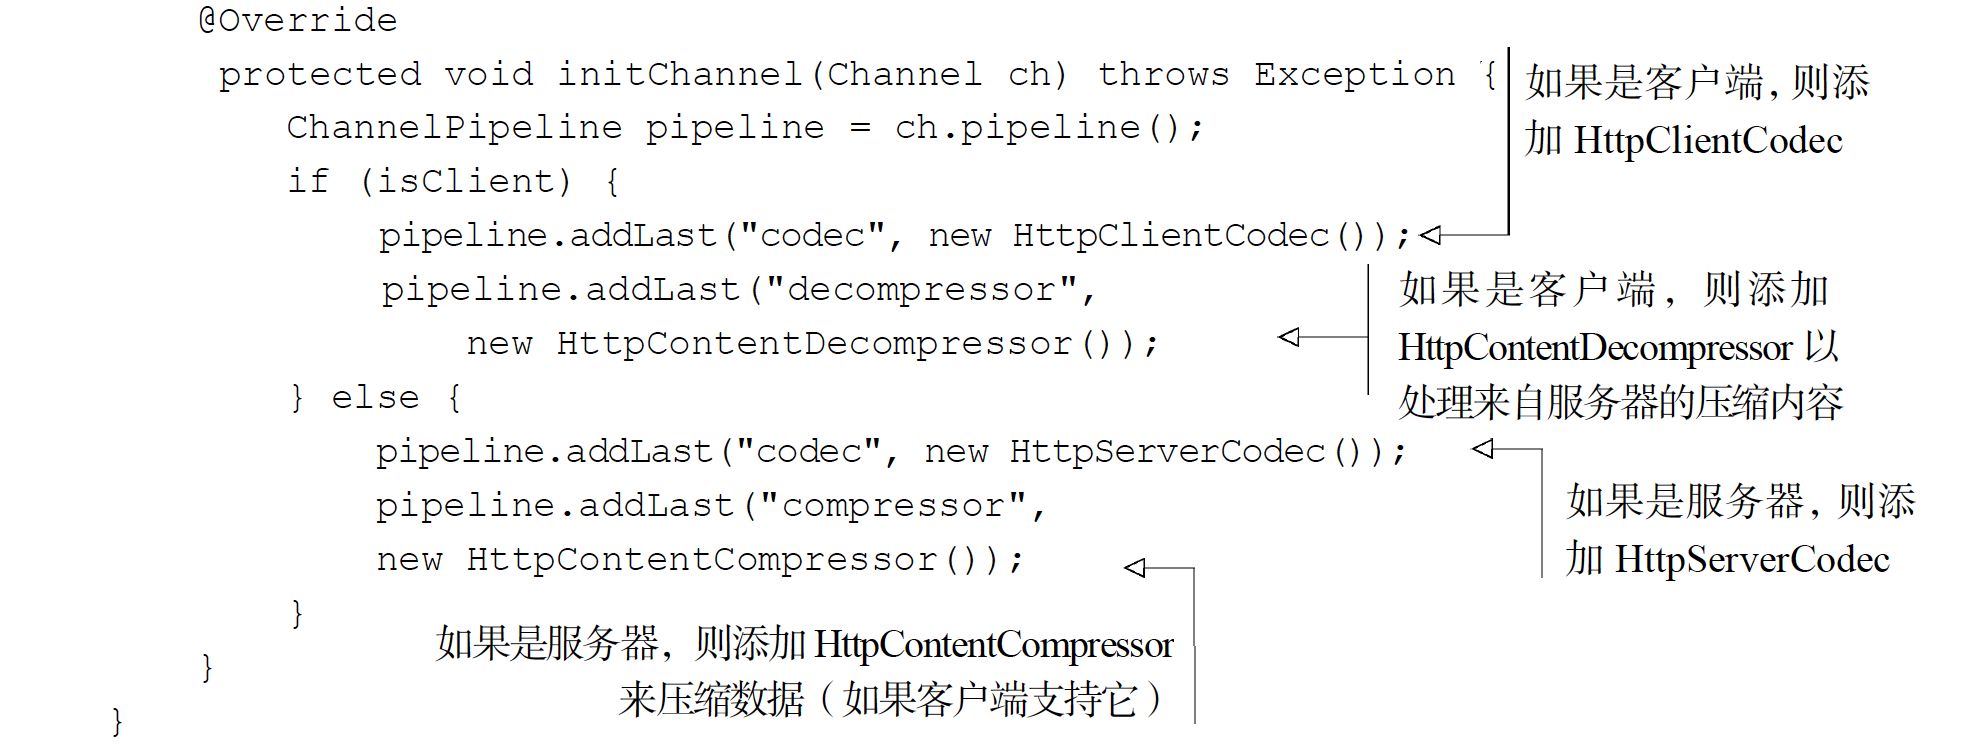 @Override
protected void initChannel(Channel ch) throws Exception {
ChannelPipeline pipeline = ch.pipeline();
if (isClient) {
pipeline.addLast("codec", new HttpClientCodec());
pipeline.addLast("decompressor",
new HttpContentDecompressor());
} else {
pipeline.addLast("codec", new HttpServerCodec());
pipeline.addLast("compressor",
new HttpContentCompressor());
}
}
}
如果是客户端，则添
加 HttpClientCodec
如果是客户端，则添加
HttpContentDecompressor 以
处理来自服务器的压缩内容
如果是服务器，则添
加 HttpServerCodec
如果是服务器，则添加 HttpContentCompressor
来压缩数据（如果客户端支持它）